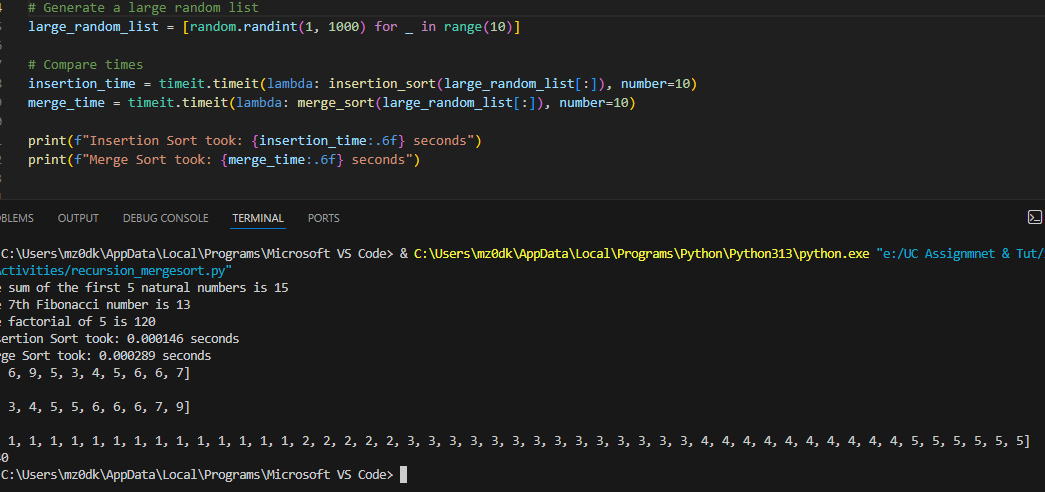 # Generate a large random list
large_random_list = [random.randint(1, 1000) for _ in range(10)]
# Compare times
insertion_time = timeit.timeit(lambda: insertion_sort(large_random_list[:]), number=10)
merge_time = timeit.timeit(lambda: merge_sort(large_random_list[:]), number=10)
print(f"Insertion Sort took: {insertion_time:.6f} seconds")
print(f"Merge Sort took: {merge_time:.6f} seconds")
OBLEMS OUTPUT DEBUG CONSOLE TERMINAL PORTS
C:\Users\mz0dk\AppData\Local\Programs\Microsoft VS Code> & C:\Users\mz0dk\AppData\Local\Programs\Python\Python313\python.exe "e:/UC Assignmnet & Tut/
ctivities/recursion_mergesort.py"
e sum of the first 5 natural numbers is 15
e 7th Fibonacci number is 13
e factorial of 5 is 120
sertion Sort took: 0.000146 seconds
rge Sort took: 0.000289 seconds
6, 9, 5, 3, 4, 5, 6, 6, 7]
3, 4, 5, 5, 6, 6, 6, 7, 9]
1, 1, 1, 1, 1, 1, 1, 1, 1, 1, 1, 1, 1, 1, 2, 2, 2, 2, 2, 3, 3, 3, 3, 3, 3, 3, 3, 3, 3, 3, 3, 3, 3, 4, 4, 4, 4, 4, 4, 4, 4, 4, 4, 5, 5, 5, 5, 5, 5]
0
C:\Users\mz0dk\AppData\Local\Programs\Microsoft VS Code>